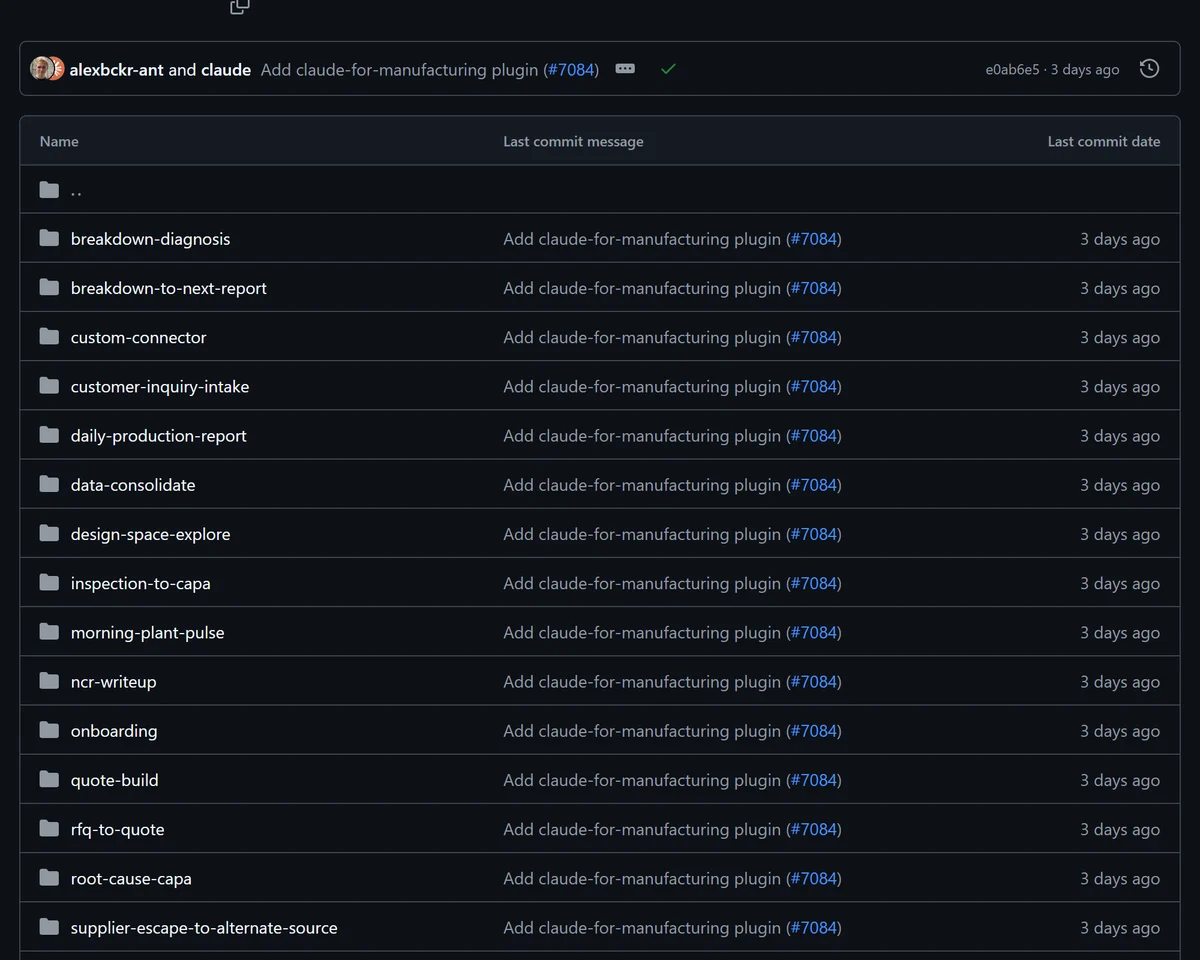 alexbckr-ant and claude Add claude-for-manufacturing plugin (#7084) e0ab6e5 · 3 days ago
Name Last commit message Last commit date
..
breakdown-diagnosis Add claude-for-manufacturing plugin (#7084) 3 days ago
breakdown-to-next-report Add claude-for-manufacturing plugin (#7084) 3 days ago
custom-connector Add claude-for-manufacturing plugin (#7084) 3 days ago
customer-inquiry-intake Add claude-for-manufacturing plugin (#7084) 3 days ago
daily-production-report Add claude-for-manufacturing plugin (#7084) 3 days ago
data-consolidate Add claude-for-manufacturing plugin (#7084) 3 days ago
design-space-explore Add claude-for-manufacturing plugin (#7084) 3 days ago
inspection-to-capa Add claude-for-manufacturing plugin (#7084) 3 days ago
morning-plant-pulse Add claude-for-manufacturing plugin (#7084) 3 days ago
ncr-writeup Add claude-for-manufacturing plugin (#7084) 3 days ago
onboarding Add claude-for-manufacturing plugin (#7084) 3 days ago
quote-build Add claude-for-manufacturing plugin (#7084) 3 days ago
rfq-to-quote Add claude-for-manufacturing plugin (#7084) 3 days ago
root-cause-capa Add claude-for-manufacturing plugin (#7084) 3 days ago
supplier-escape-to-alternate-source Add claude-for-manufacturing plugin (#7084) 3 days ago